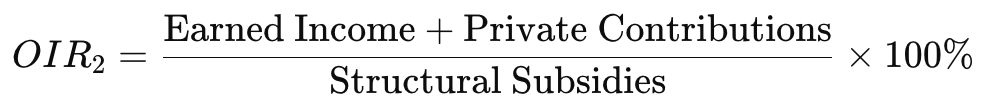 OIR₂ = Earned Income + Private Contributions / Structural Subsidies × 100%